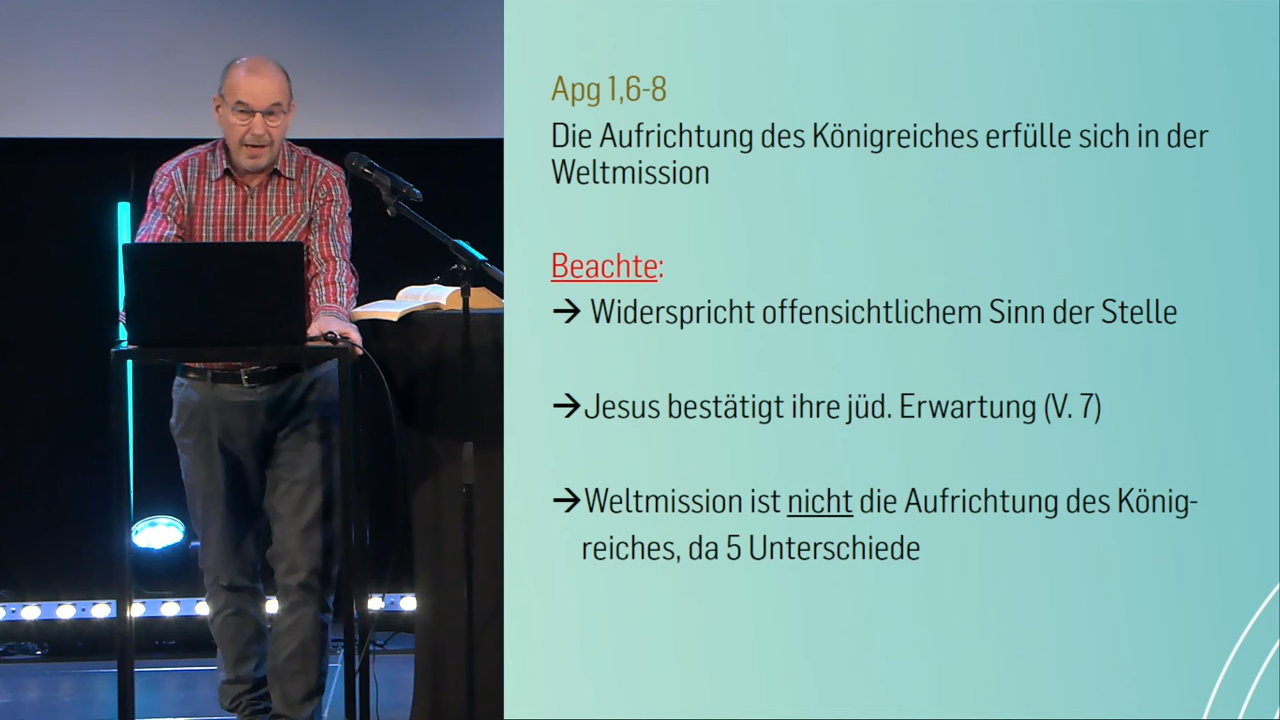 Apg 1,6-8
Die Aufrichtung des Königreiches erfülle sich in der
Weltmission
Beachte:
→ Widerspricht offensichtlichem Sinn der Stelle
→Jesus bestätigt ihre jüd. Erwartung (V. 7)
→Weltmission ist nicht die Aufrichtung des König-
reiches, da 5 Unterschiede